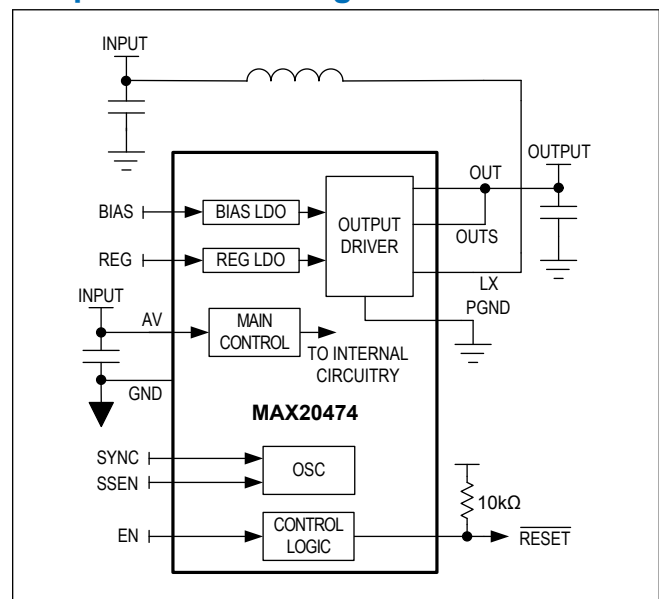 INPUT
OUT
OUTPUT
BIAS
BIAS LDO
OUTPUT
DRIVER
OUTS
REG
REG LDO
LX
INPUT
PGND
AV
MAIN
CONTROL
TO INTERNAL
CIRCUITRY
GND
MAX20474
SYNC
OSC
SSEN
10kΩ
EN
CONTROL
LOGIC
RESET